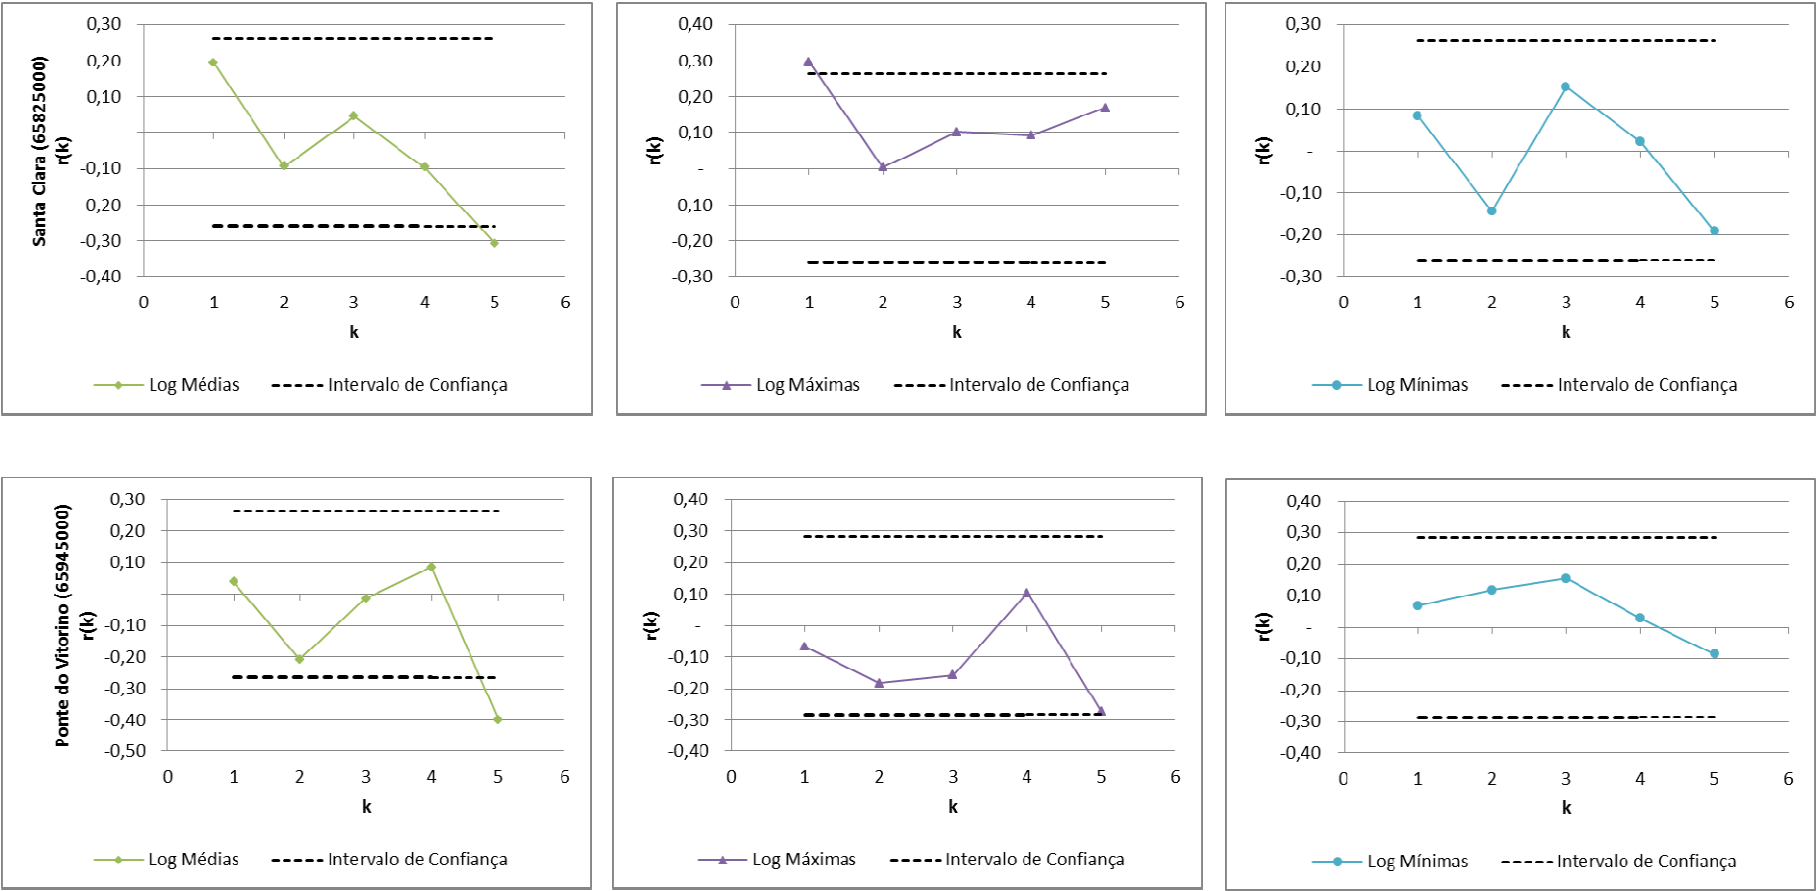 Santa Clara (65825000)
r(k)
0,30
0,20
0,10
-0,10
0,20
-0,30
-0,40
0 1 2 3 4 5 6
k
Log Médias Intervalo de Confiança
r(k)
0,40
0,30
0,20
0,10
-
0,10
-0,20
-0,30
0 1 2 3 4 5 6
k
Log Máximas Intervalo de Confiança
r(k)
0,30
0,20
0,10
-
-0,10
-0,20
-0,30
0 1 2 3 4 5 6
k
Log Mínimas Intervalo de Confiança
Ponte do Vitorino (65945000)
r(k)
0,30
0,20
0,10
-0,10
-0,20
-0,30
-0,40
-0,50
0 1 2 3 4 5 6
k
Log Médias Intervalo de Confiança
r(k)
0,40
0,30
0,20
0,10
-
-0,10
-0,20
-0,30
-0,40
0 1 2 3 4 5 6
k
Log Máximas Intervalo de Confiança
r(k)
0,40
0,30
0,20
0,10
-
-0,10
-0,20
-0,30
-0,40
0 1 2 3 4 5 6
k
Log Mínimas Intervalo de Confiança